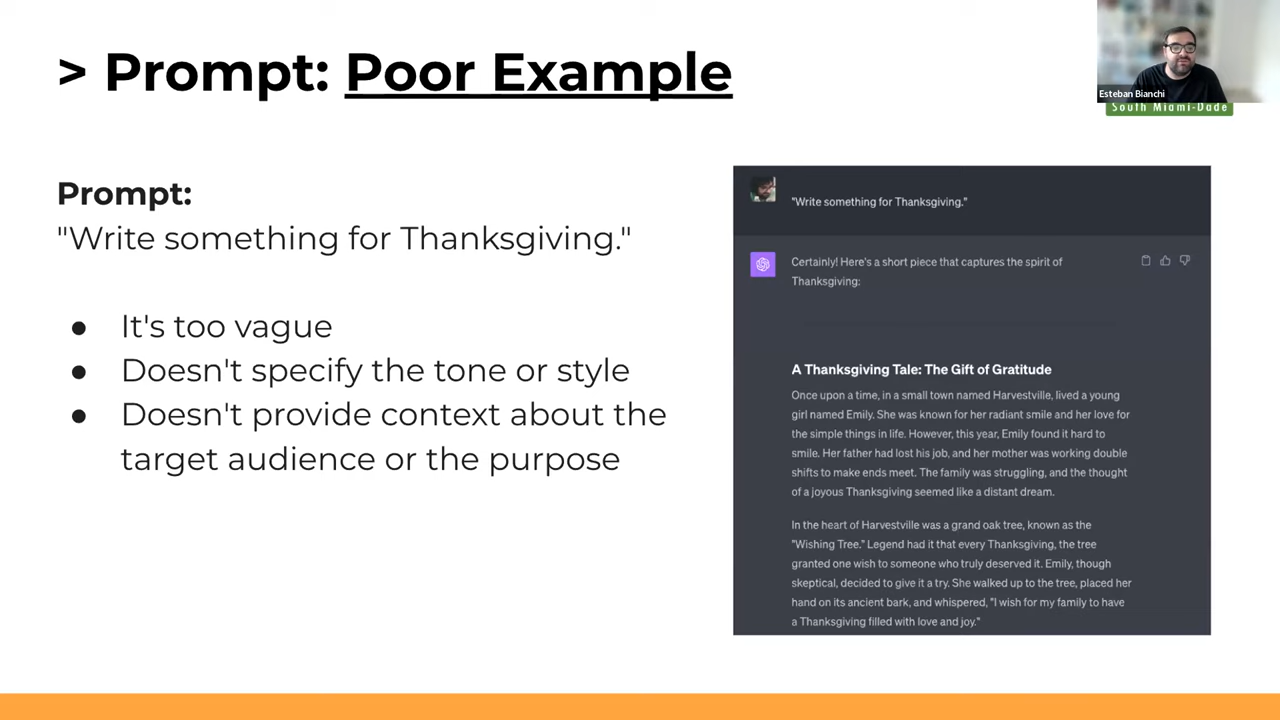 > Prompt: Poor Example
Esteban Bianchi
South Miami-Dade
Prompt:
"Write something for Thanksgiving."
● It's too vague
● Doesn't specify the tone or style
● Doesn't provide context about the
target audience or the purpose
"Write something for Thanksgiving."
Certainly! Here's a short piece that captures the spirit of
Thanksgiving:
A Thanksgiving Tale: The Gift of Gratitude
Once upon a time, in a small town named Harvestville, lived a young
girl named Emily. She was known for her radiant smile and her love for
the simple things in life. However, this year, Emily found it hard to
smile. Her father had lost his job, and her mother was working double
shifts to make ends meet. The family was struggling, and the thought
of a joyous Thanksgiving seemed like a distant dream.
In the heart of Harvestville was a grand oak tree, known as the
"Wishing Tree." Legend had it that every Thanksgiving, the tree
granted one wish to someone who truly deserved it. Emily, though
skeptical, decided to give it a try. She walked up to the tree, placed her
hand on its ancient bark, and whispered, "I wish for my family to have
a Thanksgiving filled with love and joy."